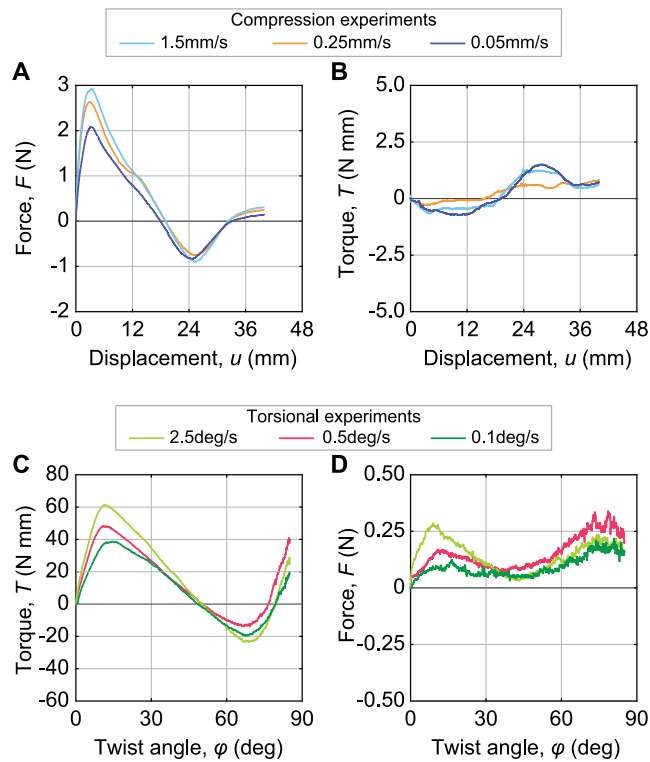 Compression experiments
1.5mm/s 0.25mm/s 0.05mm/s
A
3
2
1
0
-1
-2
Force, F (N)
0 12 24 36 48
Displacement, u (mm)
B
5.0
2.5
0
-2.5
-5.0
Torque, T (N mm)
0 12 24 36 48
Displacement, u (mm)
Torsional experiments
2.5deg/s 0.5deg/s 0.1deg/s
C
80
60
40
20
0
-20
-40
-60
Torque, T (N mm)
0 30 60 90
Twist angle, φ (deg)
D
0.50
0.25
0
-0.25
-0.50
Force, F (N)
0 30 60 90
Twist angle, φ (deg)